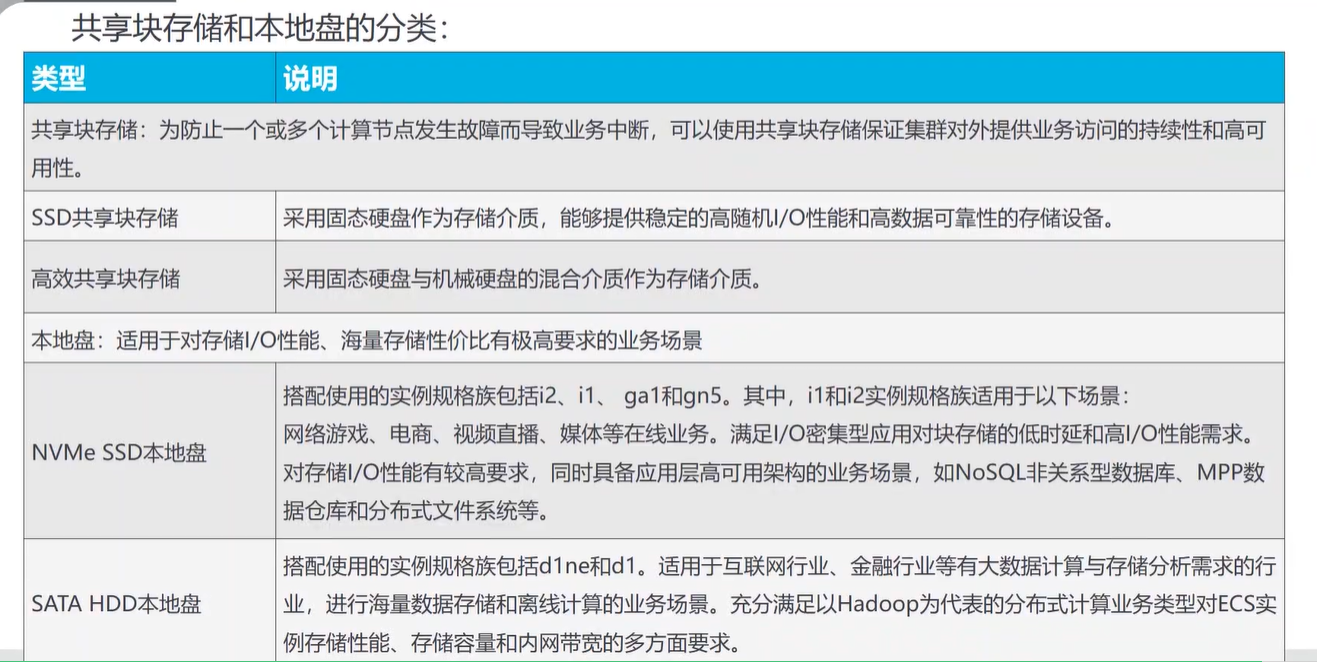 共享块存储和本地盘的分类：
类型
说明
共享块存储：为防止一个或多个计算节点发生故障而导致业务中断，可以使用共享块存储保证集群对外提供业务访问的持续性和高可
用性。
SSD共享块存储
采用固态硬盘作为存储介质，能够提供稳定的高随机I/O性能和高数据可靠性的存储设备。
高效共享块存储
采用固态硬盘与机械硬盘的混合介质作为存储介质。
本地盘：适用于对存储I/O性能、海量存储性价比有极高要求的业务场景
NVMe SSD本地盘
搭配使用的实例规格族包括i2、i1、 ga1和gn5。其中，i1和i2实例规格族适用于以下场景：
网络游戏、电商、视频直播、媒体等在线业务。满足I/O密集型应用对块存储的低时延和高I/O性能需求。
对存储I/O性能有较高要求，同时具备应用层高可用架构的业务场景，如NoSQL非关系型数据库、MPP数
据仓库和分布式文件系统等。
SATA HDD本地盘
搭配使用的实例规格族包括d1ne和d1。适用于互联网行业、金融行业等有大数据计算与存储分析需求的行
业，进行海量数据存储和离线计算的业务场景。充分满足以Hadoop为代表的分布式计算业务类型对ECS实
例存储性能、存储容量和内网带宽的多方面要求。